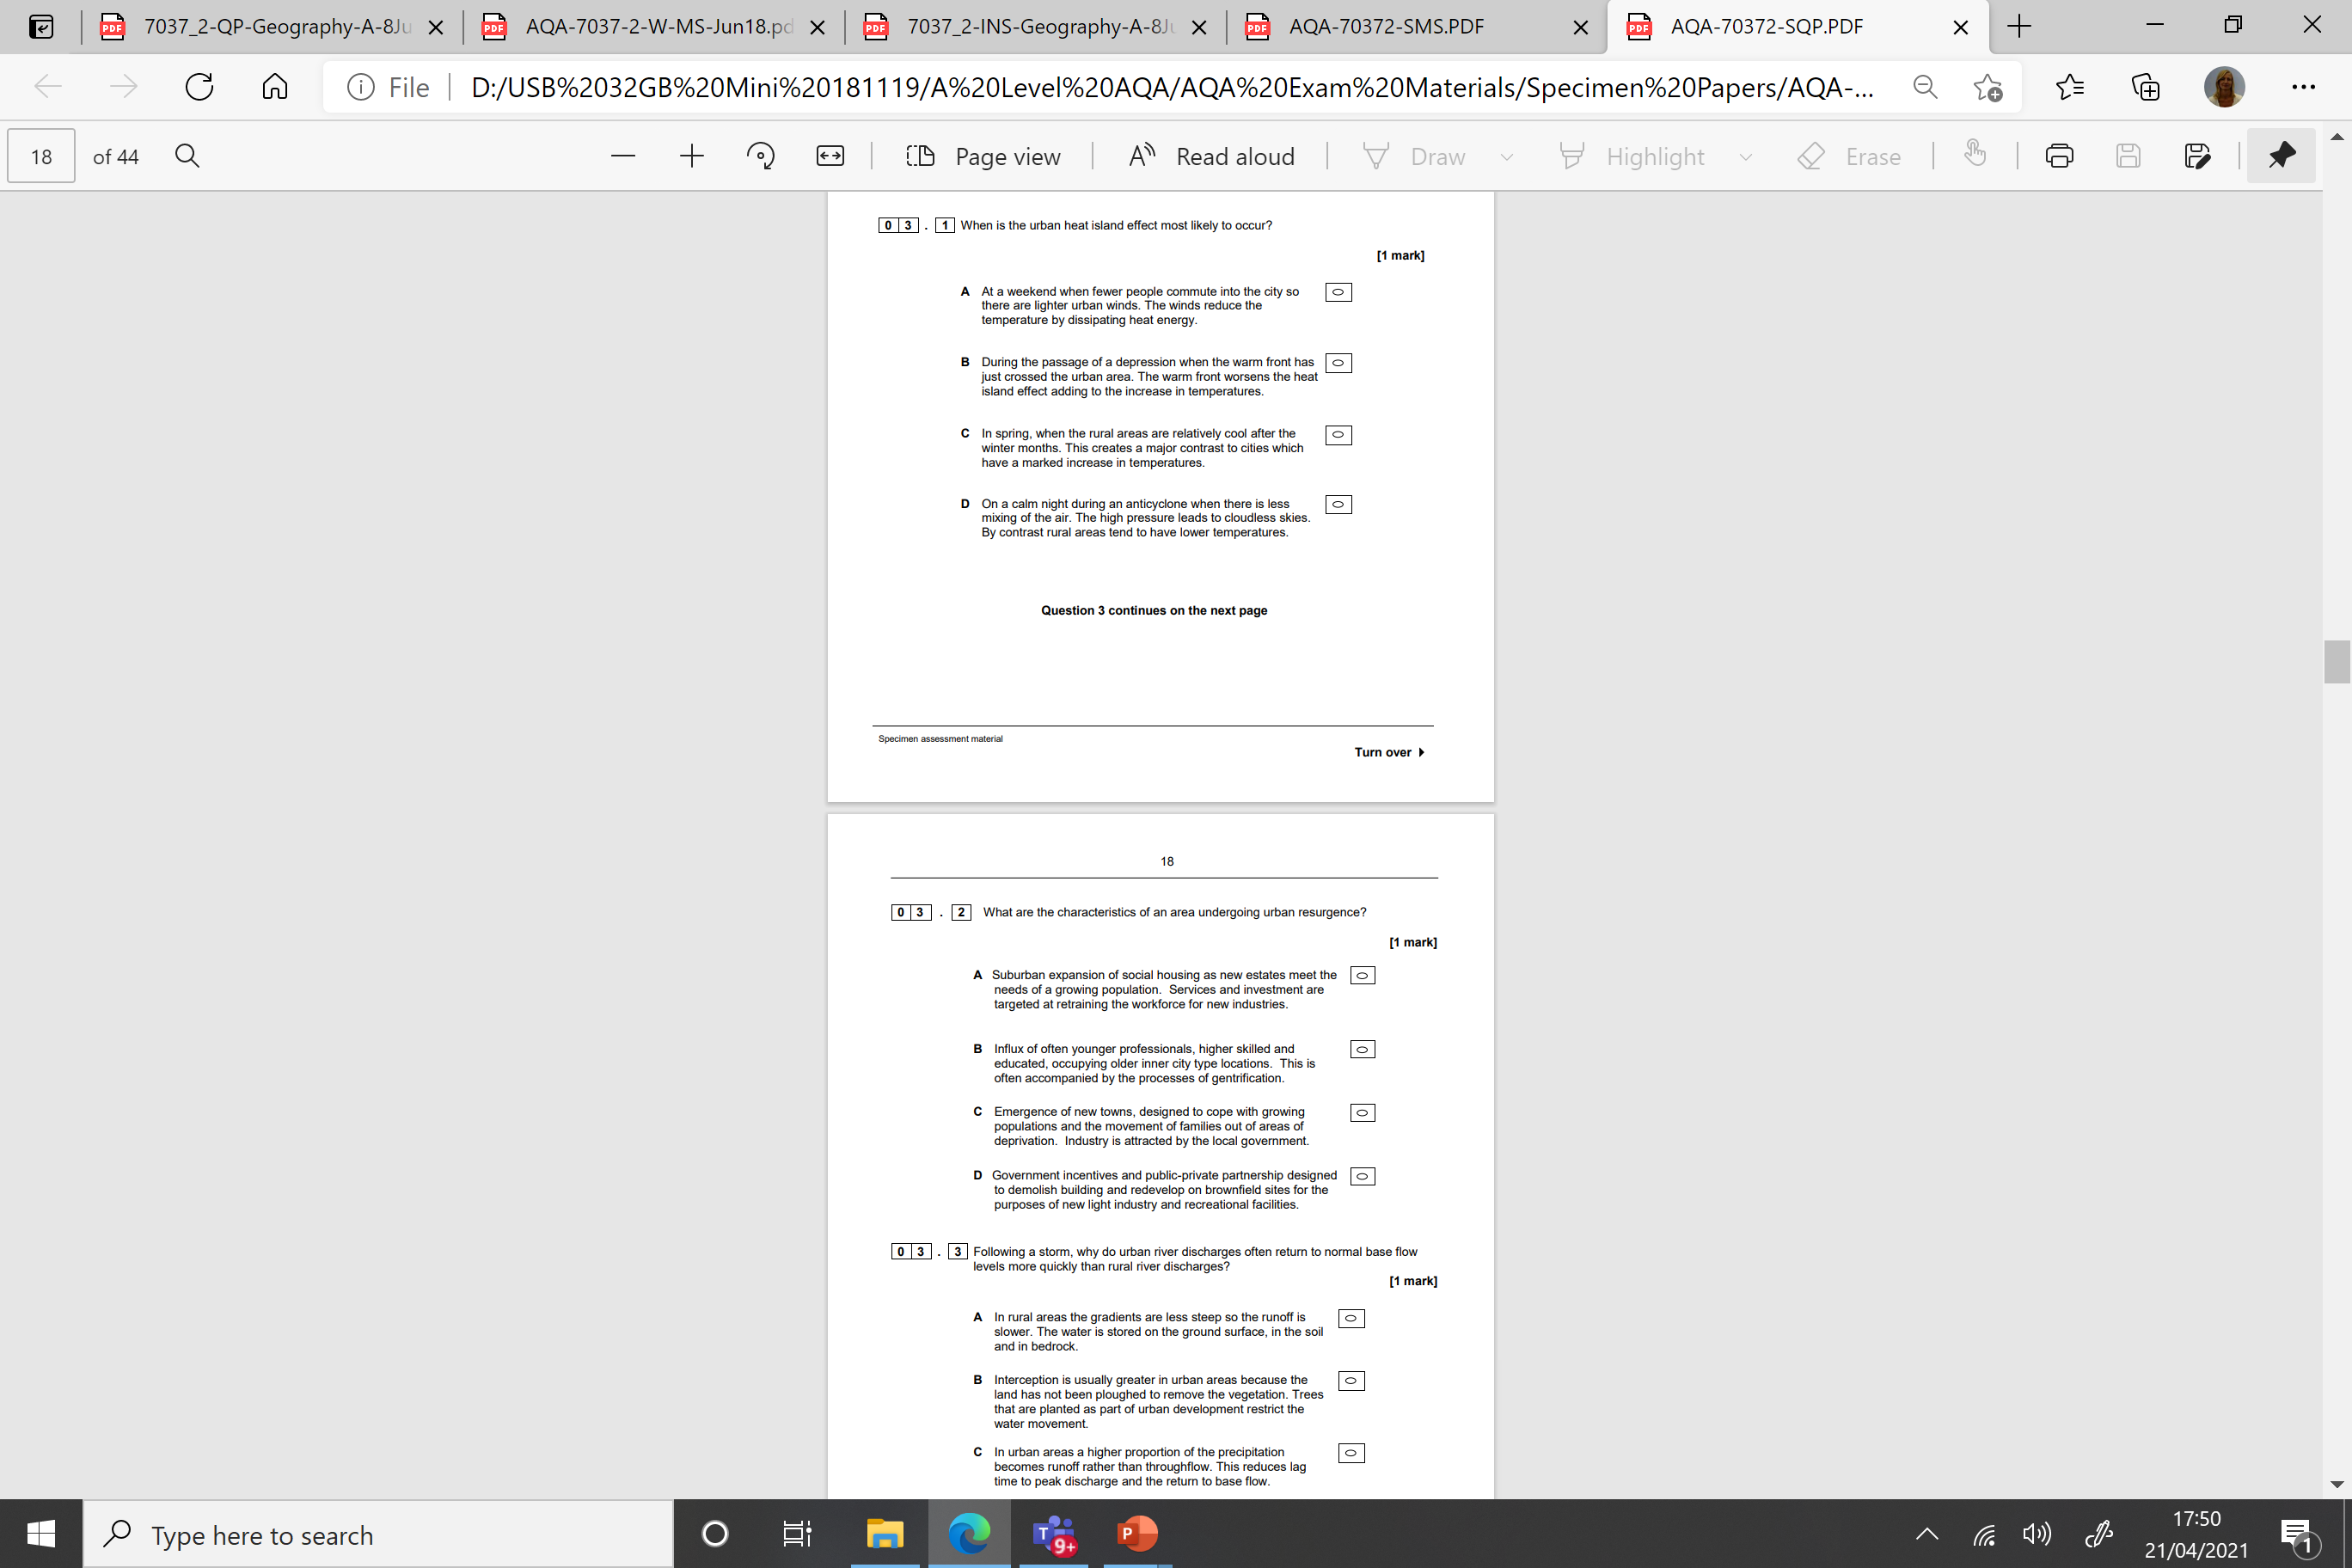 7037_2-QP-Geography-A-8Ju
AQA-7037-2-W-MS-Jun18.pd
7037_2-INS-Geography-A-8Ju
AQA-70372-SMS.PDF
AQA-70372-SQP.PDF
File
D:/USB%2032GB%20Mini%20181119/A%20Level%20AQA/AQA%20Exam%20Materials/Specimen%20Papers/AQA-...
18 of 44
Page view
Read aloud
Draw
Highlight
Erase
0 3 . 1 When is the urban heat island effect most likely to occur?
[1 mark]
A At a weekend when fewer people commute into the city so
there are lighter urban winds. The winds reduce the
temperature by dissipating heat energy.
B During the passage of a depression when the warm front has
just crossed the urban area. The warm front worsens the heat
island effect adding to the increase in temperatures.
C In spring, when the rural areas are relatively cool after the
winter months. This creates a major contrast to cities which
have a marked increase in temperatures.
D On a calm night during an anticyclone when there is less
mixing of the air. The high pressure leads to cloudless skies.
By contrast rural areas tend to have lower temperatures.
Question 3 continues on the next page
Specimen assessment material
Turn over
18
0 3 . 2 What are the characteristics of an area undergoing urban resurgence?
[1 mark]
A Suburban expansion of social housing as new estates meet the
needs of a growing population. Services and investment are
targeted at retraining the workforce for new industries.
B Influx of often younger professionals, higher skilled and
educated, occupying older inner city type locations. This is
often accompanied by the processes of gentrification.
C Emergence of new towns, designed to cope with growing
populations and the movement of families out of areas of
deprivation. Industry is attracted by the local government.
D Government incentives and public-private partnership designed
to demolish building and redevelop on brownfield sites for the
purposes of new light industry and recreational facilities.
0 3 . 3 Following a storm, why do urban river discharges often return to normal base flow
levels more quickly than rural river discharges?
[1 mark]
A In rural areas the gradients are less steep so the runoff is
slower. The water is stored on the ground surface, in the soil
and in bedrock.
B Interception is usually greater in urban areas because the
land has not been ploughed to remove the vegetation. Trees
that are planted as part of urban development restrict the
water movement.
C In urban areas a higher proportion of the precipitation
becomes runoff rather than throughflow. This reduces lag
time to peak discharge and the return to base flow.
Type here to search
T
9+
P
17:50
21/04/2021
1